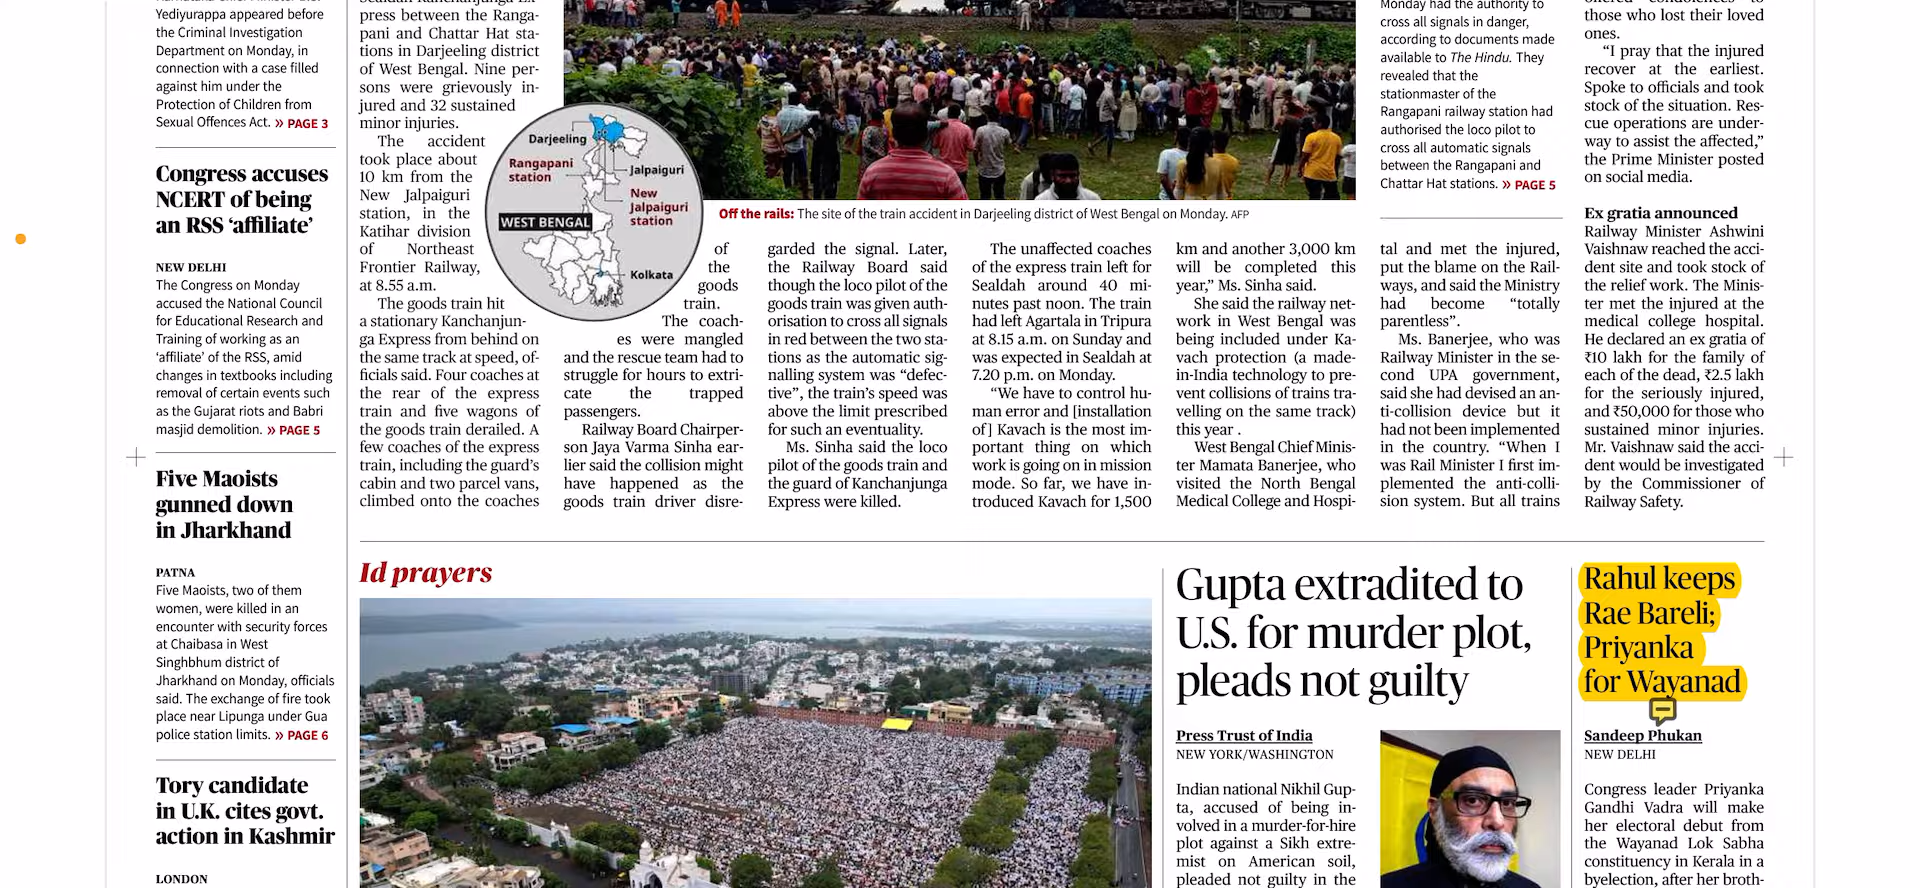 Yediyurappa appeared before
the Criminal Investigation
Department on Monday, in
connection with a case filled
against him under the
Protection of Children from
Sexual Offences Act. » PAGE 3
Congress accuses
NCERT of being
an RSS ‘affiliate’
NEW DELHI
The Congress on Monday
accused the National Council
for Educational Research and
Training of working as an
‘affiliate’ of the RSS, amid
changes in textbooks including
removal of certain events such
as the Gujarat riots and Babri
masjid demolition. » PAGE 5
Five Maoists
gunned down
in Jharkhand
PATNA
Five Maoists, two of them
women, were killed in an
encounter with security forces
at Chaibasa in West
Singhbhum district of
Jharkhand on Monday, officials
said. The exchange of fire took
place near Lipunga under Gua
police station limits. » PAGE 6
Tory candidate
in U.K. cites govt.
action in Kashmir
LONDON
press between the Ranga-
pani and Chattar Hat sta-
tions in Darjeeling district
of West Bengal. Nine per-
sons were grievously in-
jured and 32 sustained
minor injuries.
The accident
took place about
10 km from the
New Jalpaiguri
station, in the
Katihar division
of Northeast
Frontier Railway,
at 8.55 a.m.
The goods train hit
a stationary Kanchanjun-
ga Express from behind on
the same track at speed, of-
ficials said. Four coaches at
the rear of the express
train and five wagons of
the goods train derailed. A
few coaches of the express
train, including the guard’s
cabin and two parcel vans,
climbed onto the coaches
Darjeeling
Rangapani
station
Jalpaiguri
New
Jalpaiguri
station
WEST BENGAL
Kolkata
Off the rails: The site of the train accident in Darjeeling district of West Bengal on Monday. AFP
of
the
goods
train.
The coach-
es were mangled
and the rescue team had to
struggle for hours to extri-
cate the trapped
passengers.
Railway Board Chairper-
son Jaya Varma Sinha ear-
lier said the collision might
have happened as the
goods train driver disre-
garded the signal. Later,
the Railway Board said
though the loco pilot of the
goods train was given auth-
orisation to cross all signals
in red between the two sta-
tions as the automatic sig-
nalling system was “defec-
tive”, the train’s speed was
above the limit prescribed
for such an eventuality.
Ms. Sinha said the loco
pilot of the goods train and
the guard of Kanchanjunga
Express were killed.
The unaffected coaches
of the express train left for
Sealdah around 40 mi-
nutes past noon. The train
had left Agartala in Tripura
at 8.15 a.m. on Sunday and
was expected in Sealdah at
7.20 p.m. on Monday.
“We have to control hu-
man error and [installation
of] Kavach is the most im-
portant thing on which
work is going on in mission
mode. So far, we have in-
troduced Kavach for 1,500
km and another 3,000 km
will be completed this
year,” Ms. Sinha said.
She said the railway net-
work in West Bengal was
being included under Ka-
vach protection (a made-
in-India technology to pre-
vent collisions of trains tra-
velling on the same track)
this year .
West Bengal Chief Minis-
ter Mamata Banerjee, who
visited the North Bengal
Medical College and Hospi-
Monday had the authority to
cross all signals in danger,
according to documents made
available to The Hindu. They
revealed that the
stationmaster of the
Rangapani railway station had
authorised the loco pilot to
cross all automatic signals
between the Rangapani and
Chattar Hat stations. » PAGE 5
tal and met the injured,
put the blame on the Rail-
ways, and said the Ministry
had become “totally
parentless”.
Ms. Banerjee, who was
Railway Minister in the se-
cond UPA government,
said she had devised an an-
ti-collision device but it
had not been implemented
in the country. “When I
was Rail Minister I first im-
plemented the anti-colli-
sion system. But all trains
those who lost their loved
ones.
“I pray that the injured
recover at the earliest.
Spoke to officials and took
stock of the situation. Res-
cue operations are under-
way to assist the affected,”
the Prime Minister posted
on social media.
Ex gratia announced
Railway Minister Ashwini
Vaishnaw reached the acci-
dent site and took stock of
the relief work. The Minis-
ter met the injured at the
medical college hospital.
He declared an ex gratia of
₹10 lakh for the family of
each of the dead, ₹2.5 lakh
for the seriously injured,
and ₹50,000 for those who
sustained minor injuries.
Mr. Vaishnaw said the acci-
dent would be investigated
by the Commissioner of
Railway Safety.
Id prayers
Gupta extradited to
U.S. for murder plot,
pleads not guilty
Press Trust of India
NEW YORK/WASHINGTON
Indian national Nikhil Gup-
ta, accused of being in-
volved in a murder-for-hire
plot against a Sikh extre-
mist on American soil,
pleaded not guilty in the
Rahul keeps
Rae Bareli;
Priyanka
for Wayanad
Sandeep Phukan
NEW DELHI
Congress leader Priyanka
Gandhi Vadra will make
her electoral debut from
the Wayanad Lok Sabha
constituency in Kerala in a
byelection, after her broth-